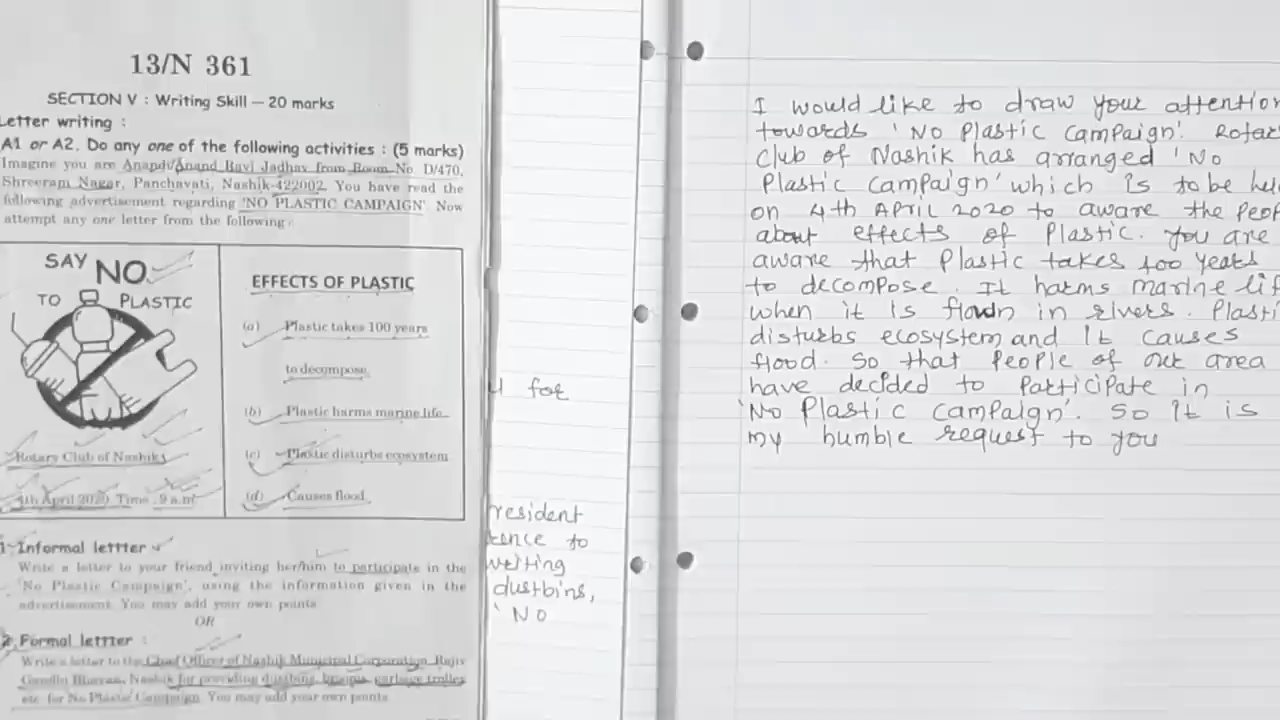 13/N 361
SECTION V : Writing Skill – 20 marks
Letter writing :
A1 or A2. Do any one of the following activities : (5 marks)
Imagine you are Anandi/Anand Ravi Jadhav from Room No. D/470,
Shreeram Nagar, Panchavati, Nashik-422002. You have read the
following advertisement regarding 'NO PLASTIC CAMPAIGN'. Now
attempt any one letter from the following :
SAY NO
TO PLASTIC
Rotary Club of Nashik
4th April 2020 Time : 9 a.m.
EFFECTS OF PLASTIC
(a) Plastic takes 100 years
to decompose.
(b) Plastic harms marine life.
(c) Plastic disturbs ecosystem
(d) Causes flood.
1. Informal lettter
Write a letter to your friend inviting her/him to participate in the
'No Plastic Campaign', using the information given in the
advertisement. You may add your own points
OR
2. Formal lettter :
Write a letter to the Chief Officer of Nashik Municipal Corporation, Rajiv
Gandhi Bhavan, Nashik for providing dustbins, brooms, garbage trolley
etc. for No Plastic Campaign. You may add your own points
for
resident
tence to
writing
dustbins,
'No
I would like to draw your attention
towards 'No Plastic campaign'. Rotar
club of Nashik has arranged 'No
Plastic campaign' which is to be hel
on 4th APRIL 2020 to aware the peop
about effects of Plastic. You are
aware that Plastic takes 100 years
to decompose. It harms marine lif
when it is flown in rivers. Plasti
disturbs ecosystem and it causes
flood. So that people of our area
have decided to participate in
'No Plastic campaign'. So it is
my humble request to you